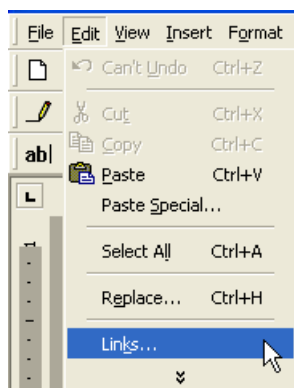 File Edit View Insert Format
Can't Undo Ctrl+Z
Cut Ctrl+X
Copy Ctrl+C
ab| Paste Ctrl+V
Paste Special...
L
Select All Ctrl+A
Replace... Ctrl+H
Links...